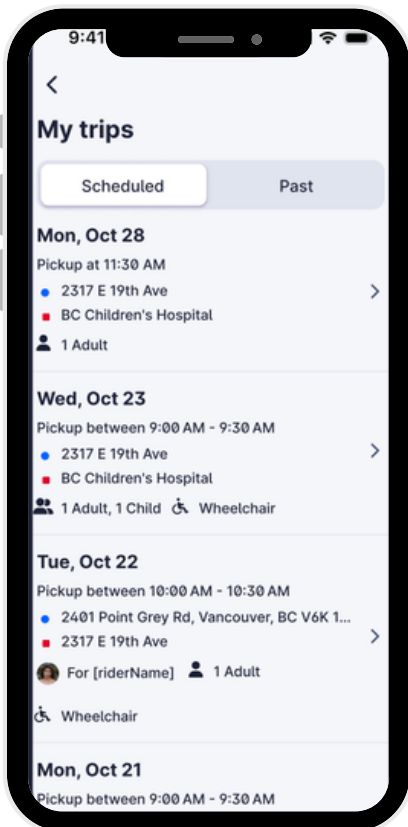 9:41
My trips
Scheduled Past
Mon, Oct 28
Pickup at 11:30 AM
2317 E 19th Ave
BC Children's Hospital
1 Adult
Wed, Oct 23
Pickup between 9:00 AM - 9:30 AM
2317 E 19th Ave
BC Children's Hospital
1 Adult, 1 Child Wheelchair
Tue, Oct 22
Pickup between 10:00 AM - 10:30 AM
2401 Point Grey Rd, Vancouver, BC V6K 1...
2317 E 19th Ave
For [riderName] 1 Adult
Wheelchair
Mon, Oct 21
Pickup between 9:00 AM - 9:30 AM